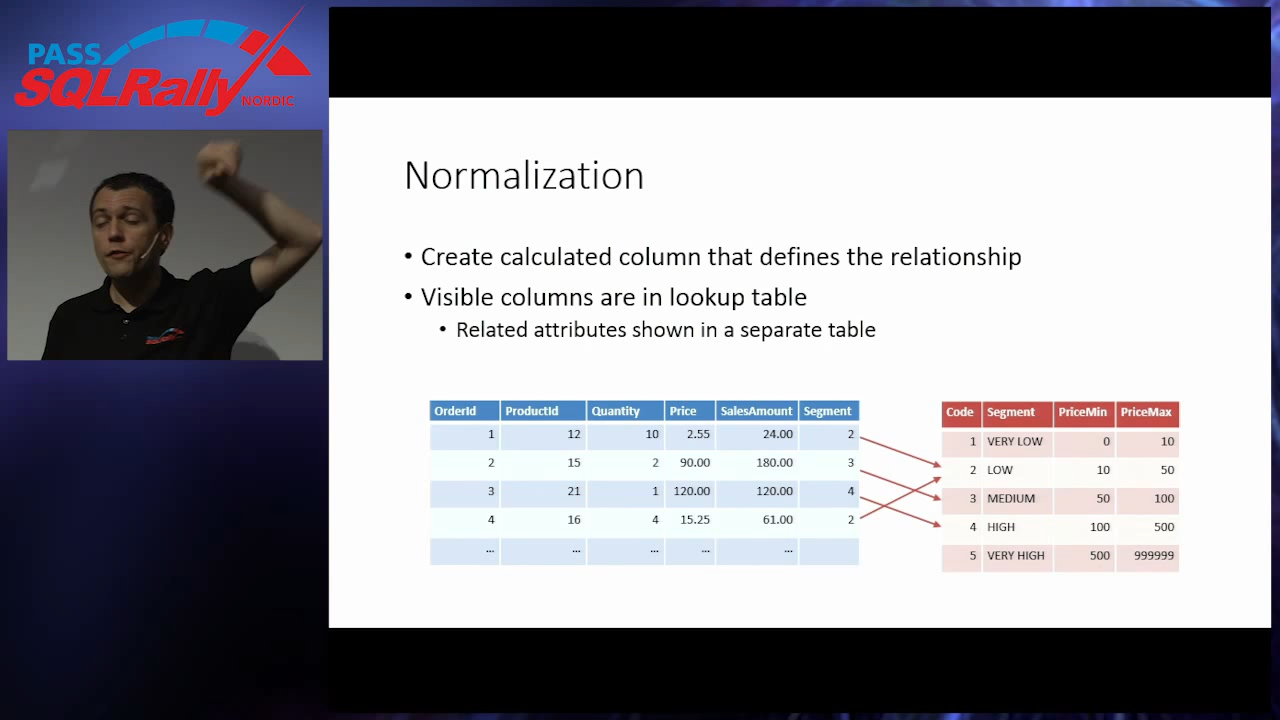 PASS
SQLRally
NORDIC
Normalization
• Create calculated column that defines the relationship
• Visible columns are in lookup table
• Related attributes shown in a separate table
OrderId ProductId Quantity Price SalesAmount Segment
1 12 10 2.55 24.00 2
2 15 2 90.00 180.00 3
3 21 1 120.00 120.00 4
4 16 4 15.25 61.00 2
... ... ... ... ...
Code Segment PriceMin PriceMax
1 VERY LOW 0 10
2 LOW 10 50
3 MEDIUM 50 100
4 HIGH 100 500
5 VERY HIGH 500 999999